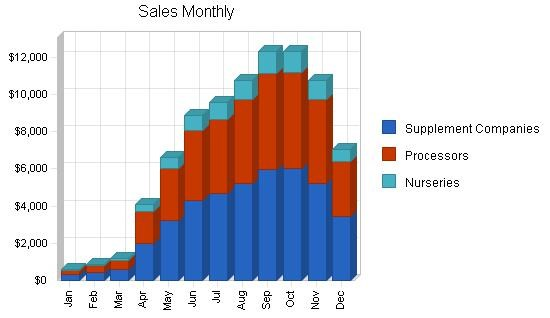 Sales Monthly
$12,000
$10,000
$8,000
$6,000
$4,000
$2,000
$0
Jan
Feb
Mar
Apr
May
Jun
Jul
Aug
Sep
Oct
Nov
Dec
Supplement Companies
Processors
Nurseries